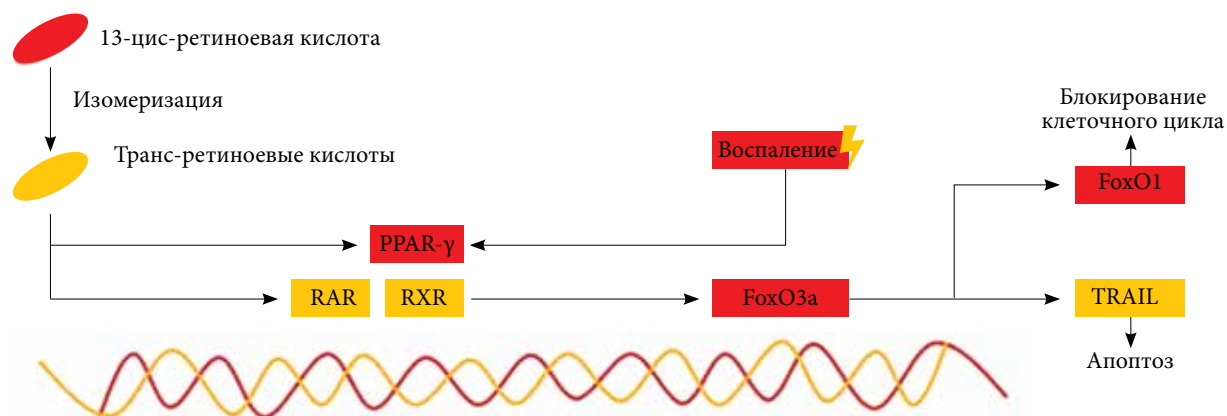 13-цис-ретиноевая кислота
Изомеризация
Транс-ретиноевые кислоты
Воспаление
Блокирование
клеточного цикла
FoxO1
PPAR-γ
RAR
RXR
FoxO3a
TRAIL
Апоптоз